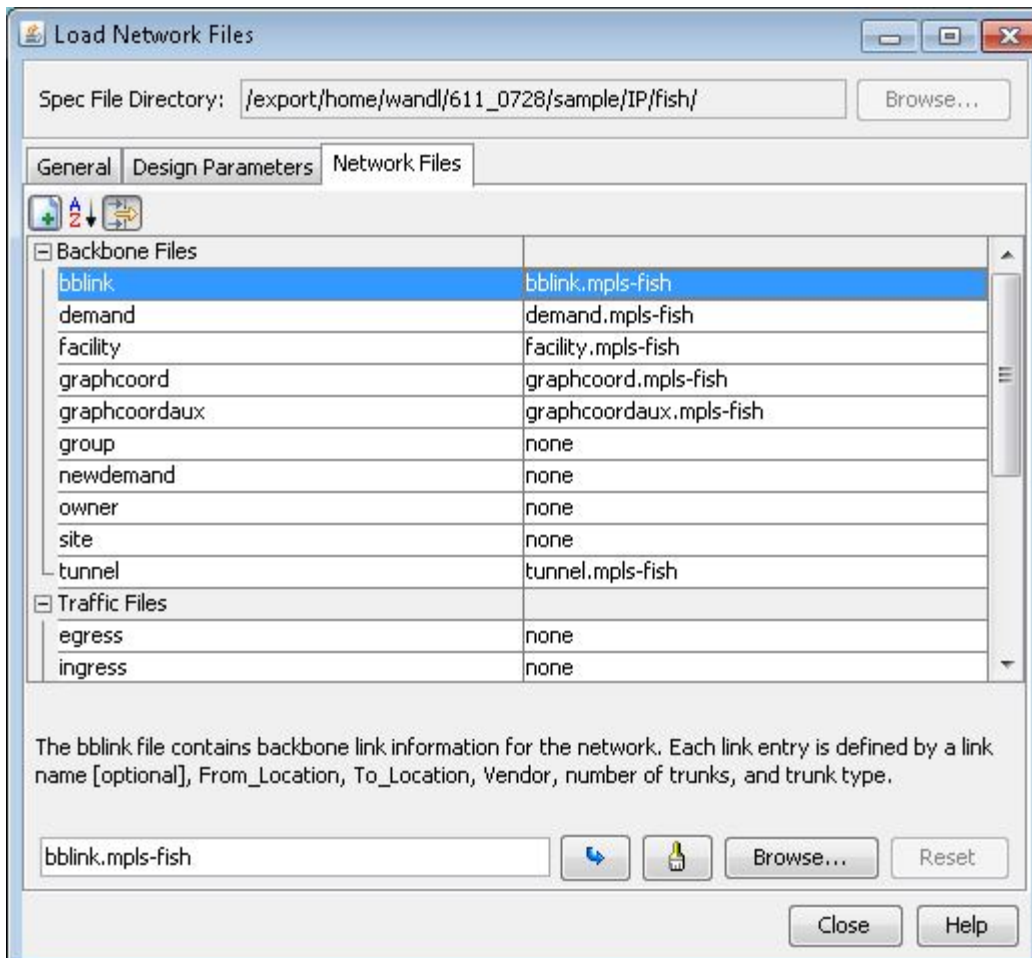 Load Network Files
Spec File Directory: /export/home/wandl/611_0728/sample/IP/fish/ Browse...
General Design Parameters Network Files
Backbone Files
bblink bblink.mpls-fish
demand demand.mpls-fish
facility facility.mpls-fish
graphcoord graphcoord.mpls-fish
graphcoordaux graphcoordaux.mpls-fish
group none
newdemand none
owner none
site none
tunnel tunnel.mpls-fish
Traffic Files
egress none
ingress none
The bblink file contains backbone link information for the network. Each link entry is defined by a link
name [optional], From_Location, To_Location, Vendor, number of trunks, and trunk type.
bblink.mpls-fish Browse... Reset
Close Help